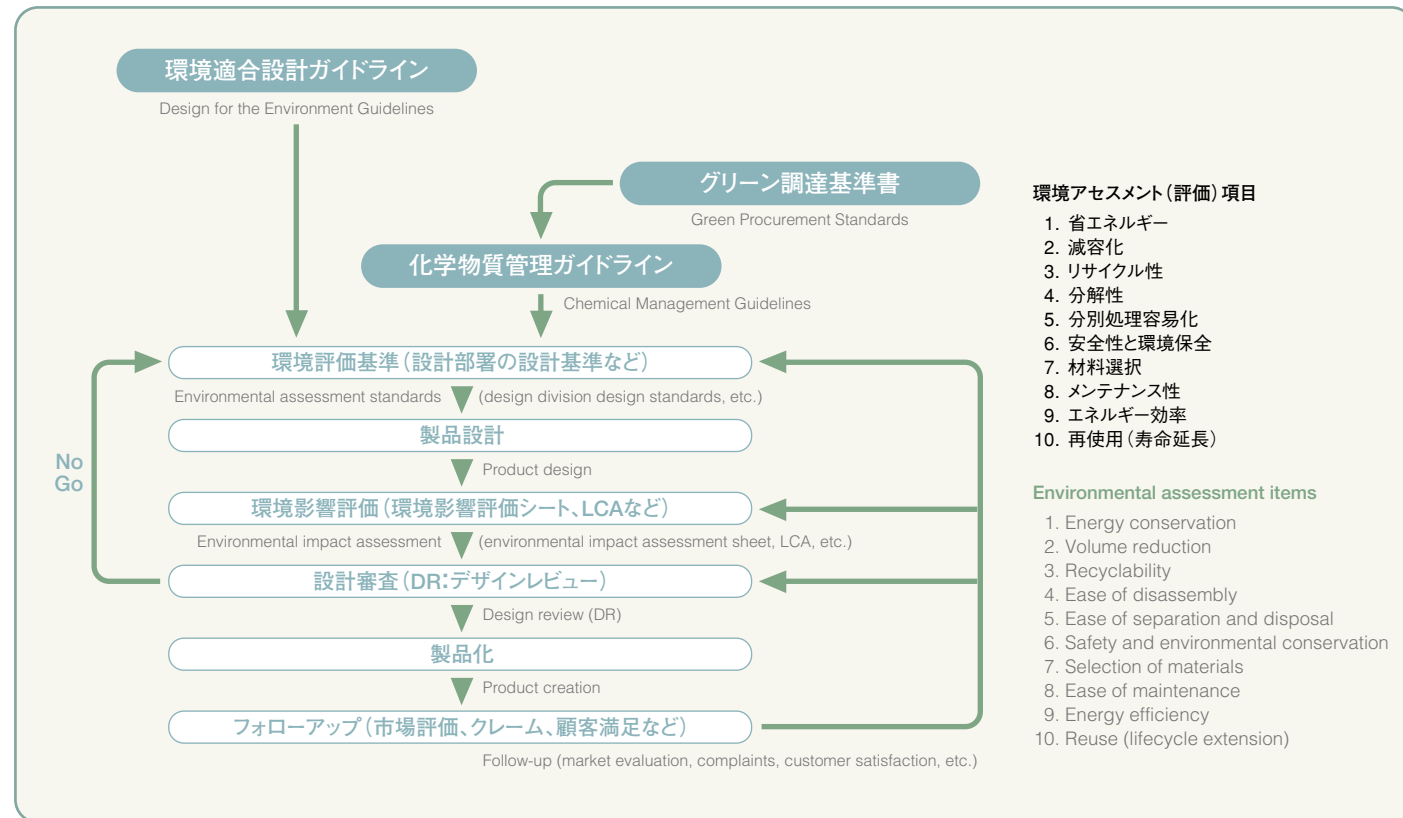 環境適合設計ガイドライン
Design for the Environment Guidelines
グリーン調達基準書
Green Procurement Standards
化学物質管理ガイドライン
Chemical Management Guidelines
環境評価基準（設計部署の設計基準など）
Environmental assessment standards (design division design standards, etc.)
製品設計
Product design
No
Go
環境影響評価（環境影響評価シート、LCAなど）
Environmental impact assessment (environmental impact assessment sheet, LCA, etc.)
設計審査（DR：デザインレビュー）
Design review (DR)
製品化
Product creation
フォローアップ（市場評価、クレーム、顧客満足など）
Follow-up (market evaluation, complaints, customer satisfaction, etc.)
環境アセスメント（評価）項目
1. 省エネルギー
2. 減容化
3. リサイクル性
4. 分解性
5. 分別処理容易化
6. 安全性と環境保全
7. 材料選択
8. メンテナンス性
9. エネルギー効率
10. 再使用（寿命延長）
Environmental assessment items
1. Energy conservation
2. Volume reduction
3. Recyclability
4. Ease of disassembly
5. Ease of separation and disposal
6. Safety and environmental conservation
7. Selection of materials
8. Ease of maintenance
9. Energy efficiency
10. Reuse (lifecycle extension)